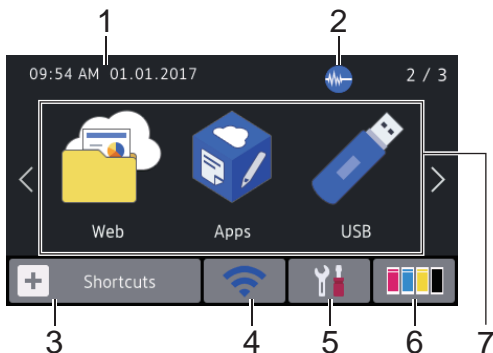 1 2
09:54 AM 01.01.2017 2 / 3
Web Apps USB
+ Shortcuts
3 4 5 6 7